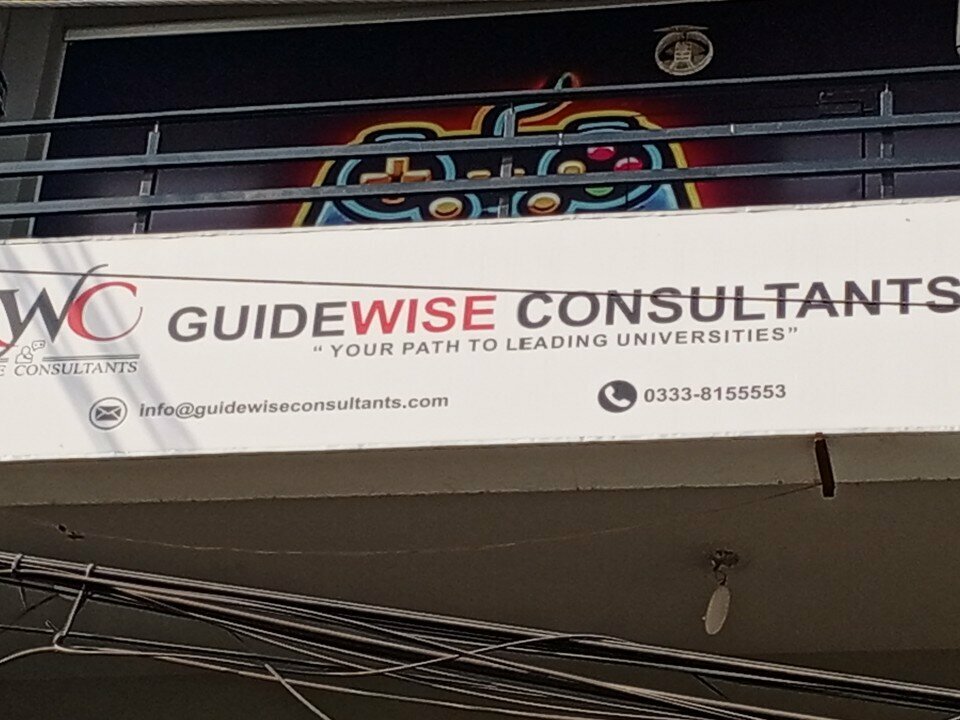 WC
E CONSULTANTS
GUIDEWISE CONSULTANTS
“ YOUR PATH TO LEADING UNIVERSITIES”
info@guidewiseconsultants.com
0333-8155553